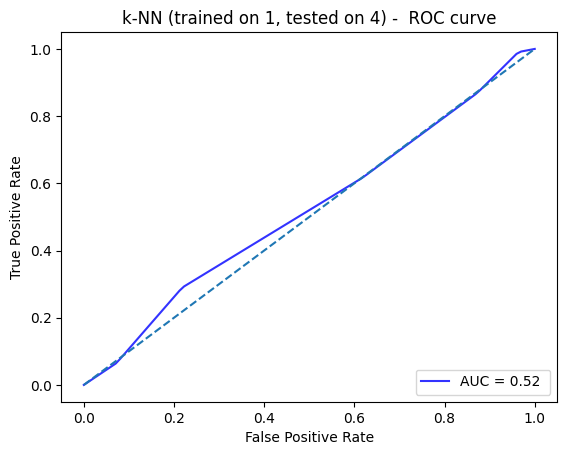 k-NN (trained on 1, tested on 4) -  ROC curve
True Positive Rate
1.0
0.8
0.6
0.4
0.2
0.0
AUC = 0.52
0.0 0.2 0.4 0.6 0.8 1.0
False Positive Rate